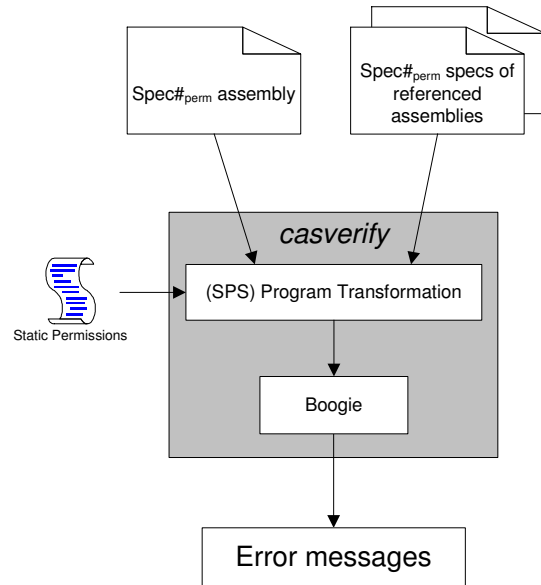 Spec#perm assembly
Spec#perm specs of
referenced
assemblies
casverify
(SPS) Program Transformation
Static Permissions
Boogie
Error messages